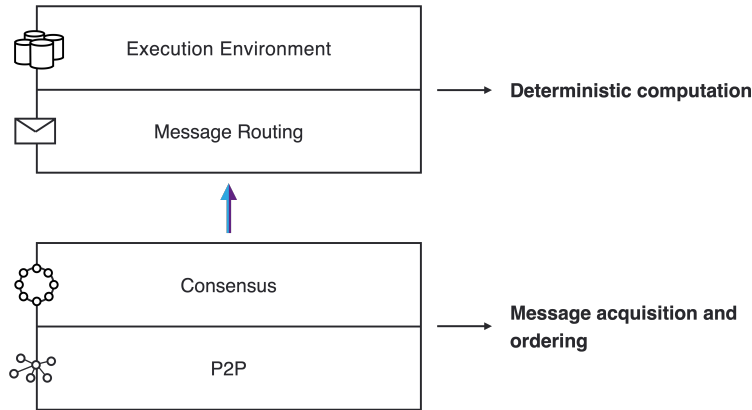 Execution Environment
Deterministic computation
Message Routing
Consensus
Message acquisition and
ordering
P2P